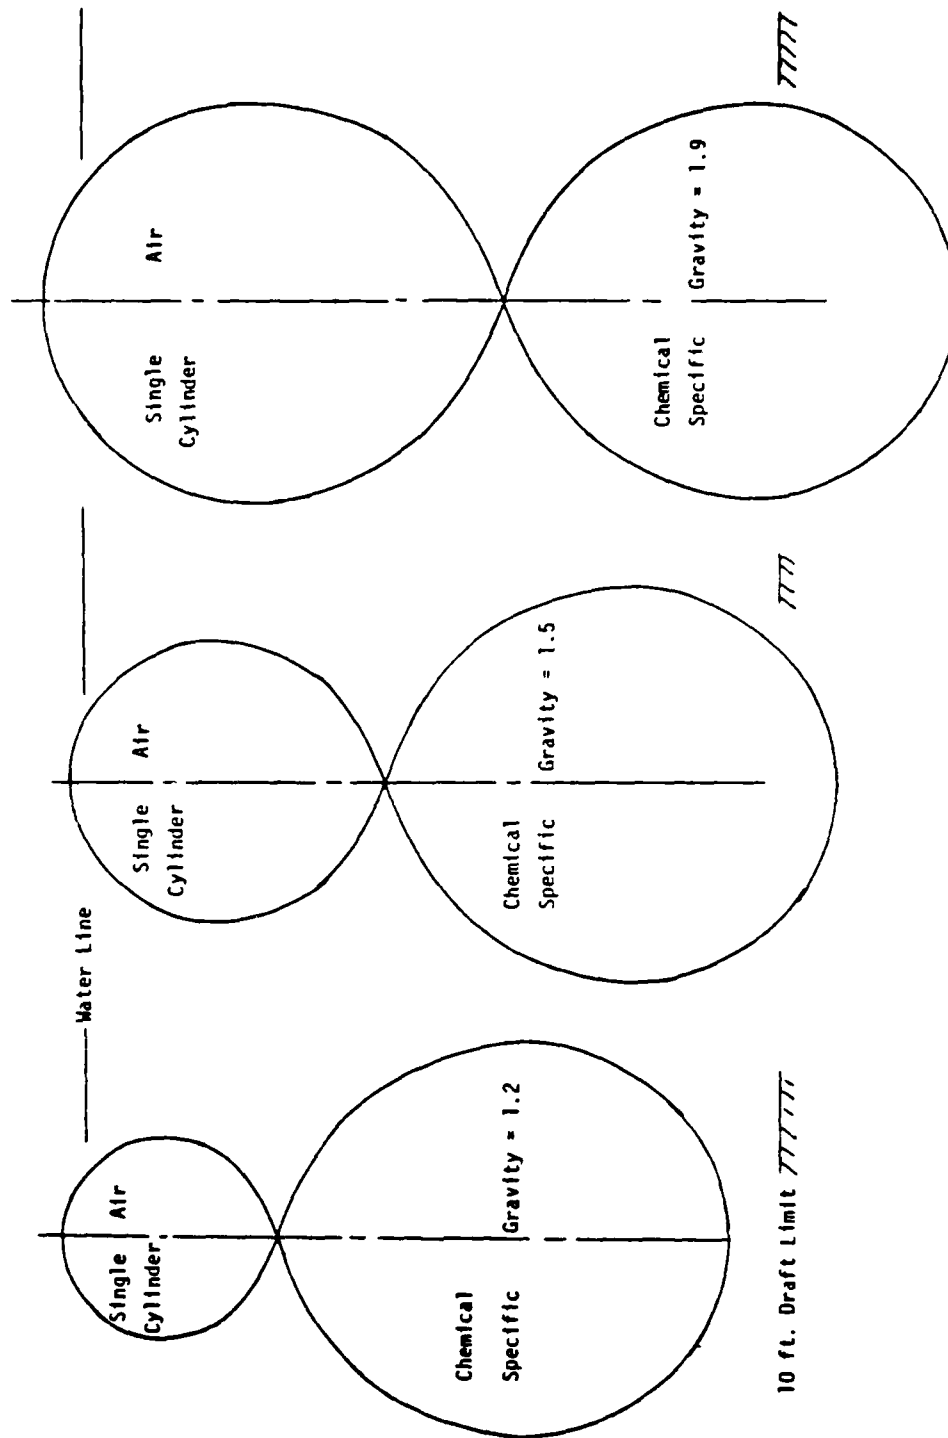 Water Line
Single
Cylinder
Air
Chemical
Specific
Gravity = 1.2
10 ft. Draft Limit
Single
Cylinder
Air
Chemical
Specific
Gravity = 1.5
Single
Cylinder
Air
Chemical
Specific
Gravity = 1.9